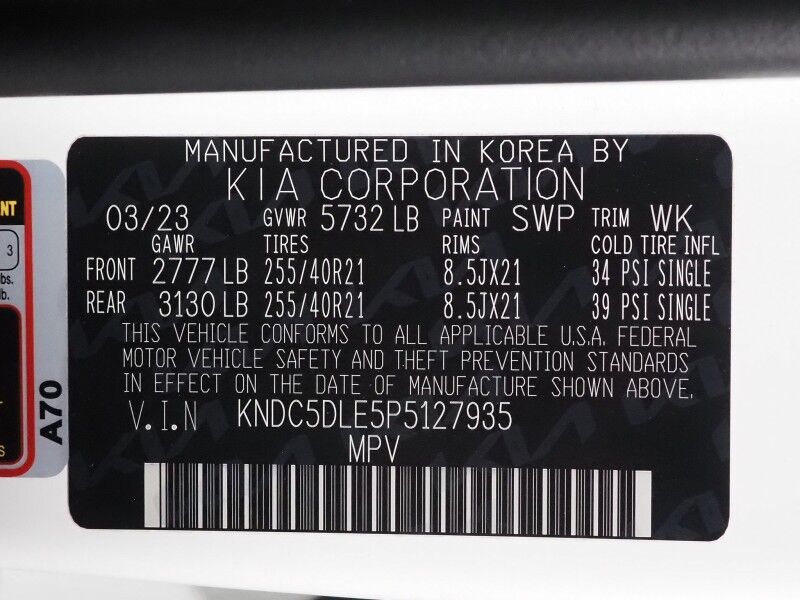 MANUFACTURED IN KOREA BY
KIA CORPORATION
03/23 GVWR 5732 LB PAINT SWP TRIM WK
GAWR TIRES RIMS COLD TIRE INFL
FRONT 2777 LB 255/40R21 8.5JX21 34 PSI SINGLE
REAR 3130 LB 255/40R21 8.5JX21 39 PSI SINGLE
THIS VEHICLE CONFORMS TO ALL APPLICABLE U.S.A. FEDERAL
MOTOR VEHICLE SAFETY AND THEFT PREVENTION STANDARDS
IN EFFECT ON THE DATE OF MANUFACTURE SHOWN ABOVE.
V.I.N KNDC5DLE5P5127935
MPV
A70
3